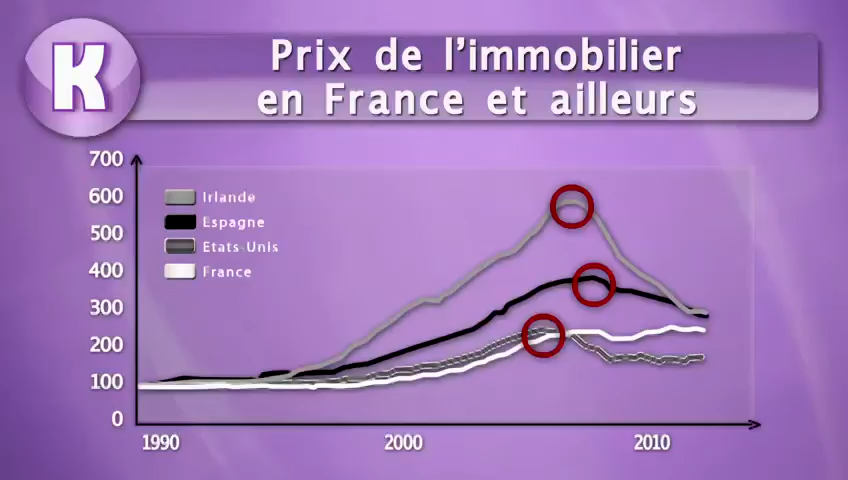 K
Prix de l'immobilier
en France et ailleurs
700
600
500
400
300
200
100
0
Irlande
Espagne
Etats-Unis
France
1990 2000 2010